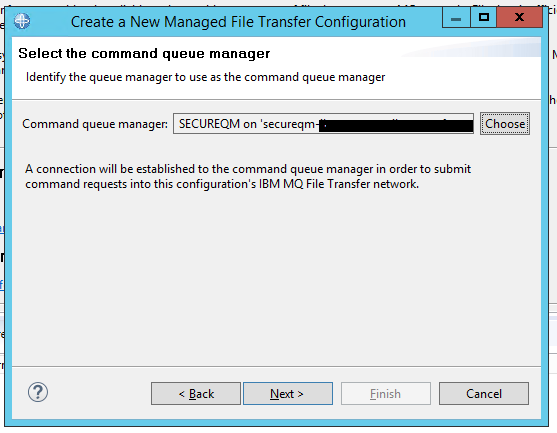 Create a New Managed File Transfer Configuration
Select the command queue manager
Identify the queue manager to use as the command queue manager
Command queue manager: SECUREQM on 'secureqm- Choose
A connection will be established to the command queue manager in order to submit
command requests into this configuration's IBM MQ File Transfer network.
? < Back Next > Finish Cancel